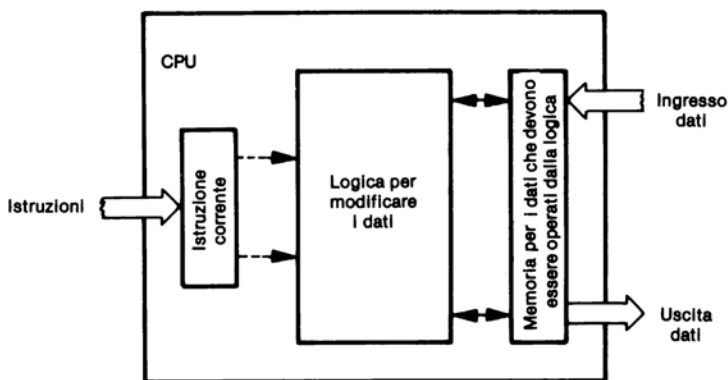 CPU
Istruzioni
Istruzione
corrente
Logica per
modificare
i dati
Memoria per i dati che devono
essere operati dalla logica
Ingresso
dati
Uscita
dati